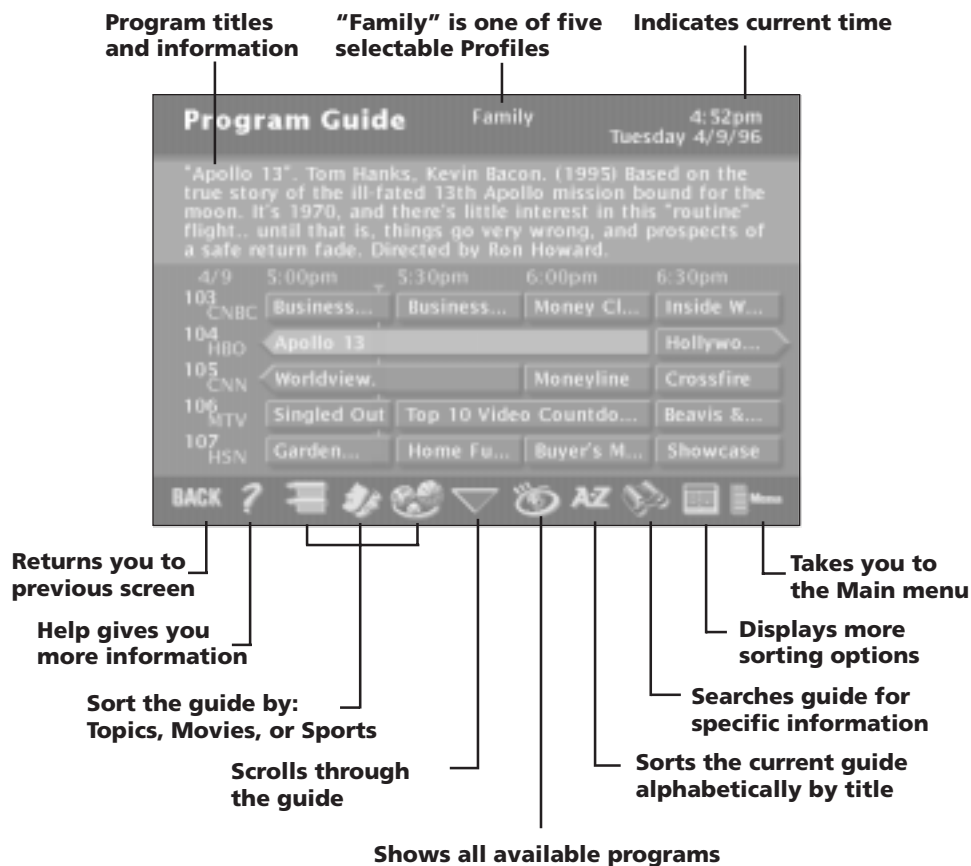 Program titles
and information
“Family” is one of five
selectable Profiles
Indicates current time
Program Guide
Family
4:52pm
Tuesday 4/9/96
"Apollo 13". Tom Hanks, Kevin Bacon. (1995) Based on the
true story of the ill-fated 13th Apollo mission bound for the
moon. It's 1970, and there's little interest in this "routine"
flight.. until that is, things go very wrong, and prospects of
a safe return fade. Directed by Ron Howard.
4/9 5:00pm 5:30pm 6:00pm 6:30pm
103 CNBC Business... Business... Money Cl... Inside W...
104 HBO Apollo 13 Hollywo...
105 CNN Worldview. Moneyline Crossfire
106 MTV Singled Out Top 10 Video Countdo... Beavis &...
107 HSN Garden... Home Fu... Buyer's M... Showcase
BACK ? A-Z Menu
Returns you to
previous screen
Takes you to
the Main menu
Help gives you
more information
Displays more
sorting options
Sort the guide by:
Topics, Movies, or Sports
Searches guide for
specific information
Scrolls through
the guide
Sorts the current guide
alphabetically by title
Shows all available programs